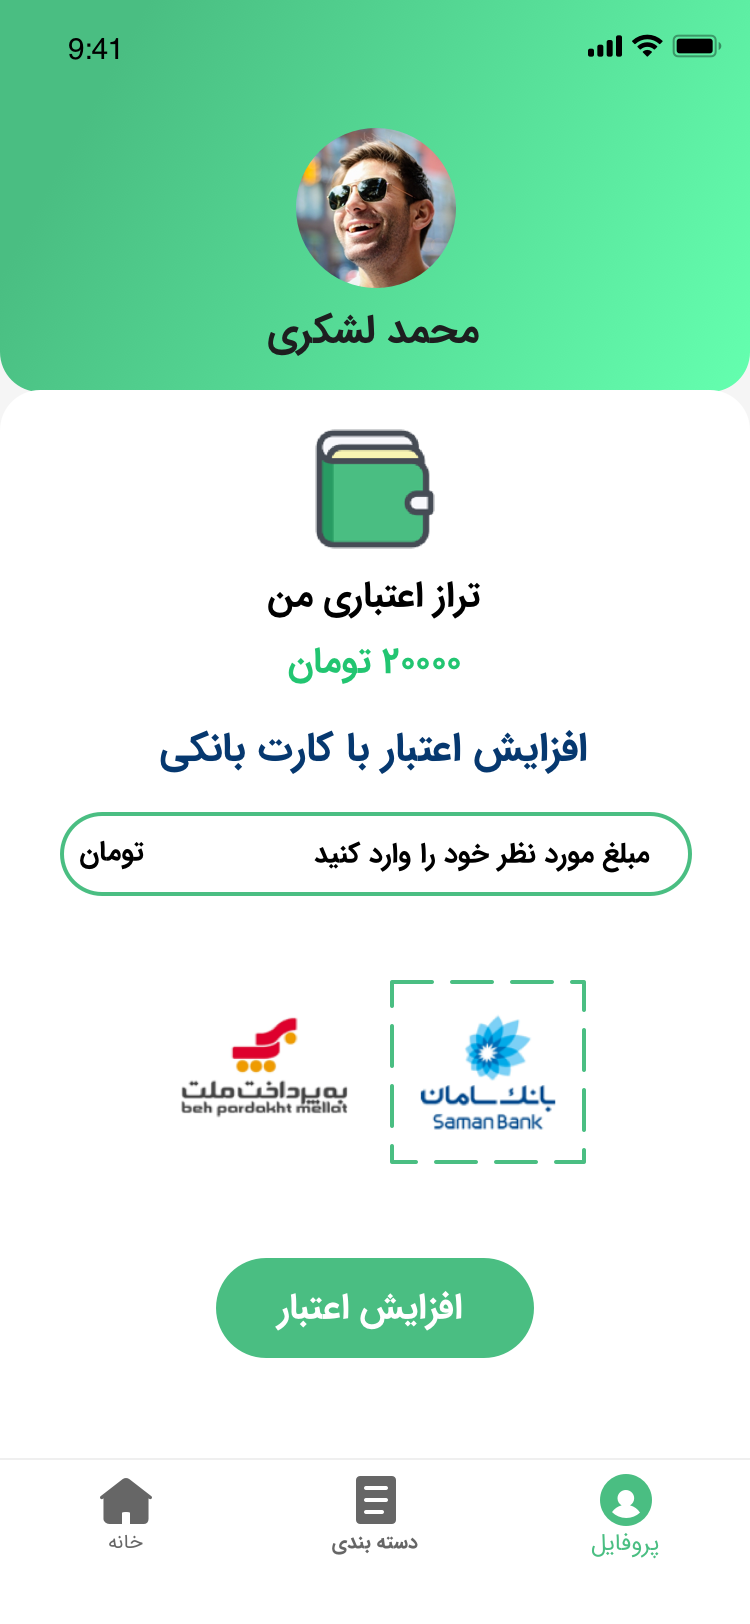 9:41
محمد لشکری
تراز اعتباری من
۲۰۰۰۰ تومان
افزایش اعتبار با کارت بانکی
مبلغ مورد نظر خود را وارد کنید
تومان
بانک سامان
Saman Bank
به پرداخت ملت
beh pardakht mellat
افزایش اعتبار
پروفایل
دسته بندی
خانه